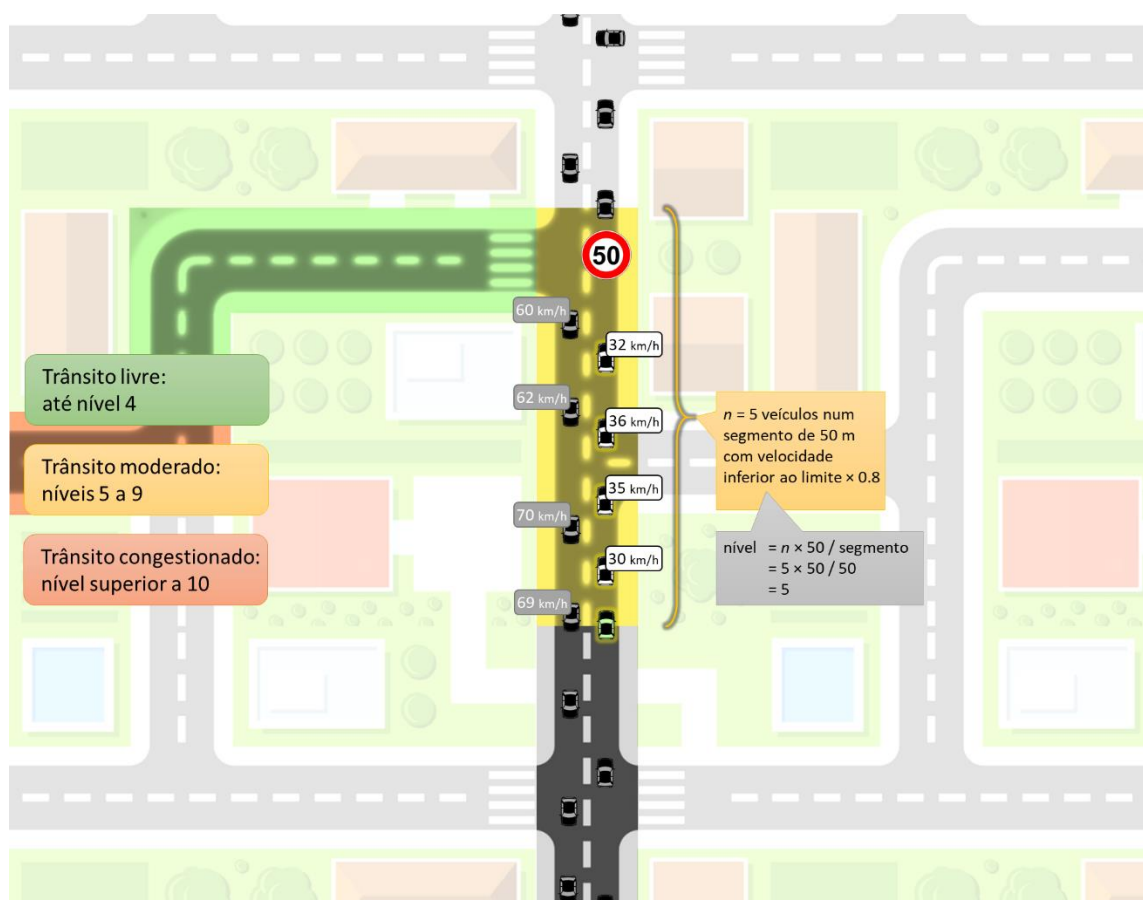 50
60 km/h
32 km/h
Trânsito livre:
até nível 4
62 km/h
36 km/h
n = 5 veículos num
segmento de 50 m
com velocidade
inferior ao limite × 0.8
Trânsito moderado:
níveis 5 a 9
35 km/h
70 km/h
nível = n × 50 / segmento
= 5 × 50 / 50
= 5
Trânsito congestionado:
nível superior a 10
30 km/h
69 km/h